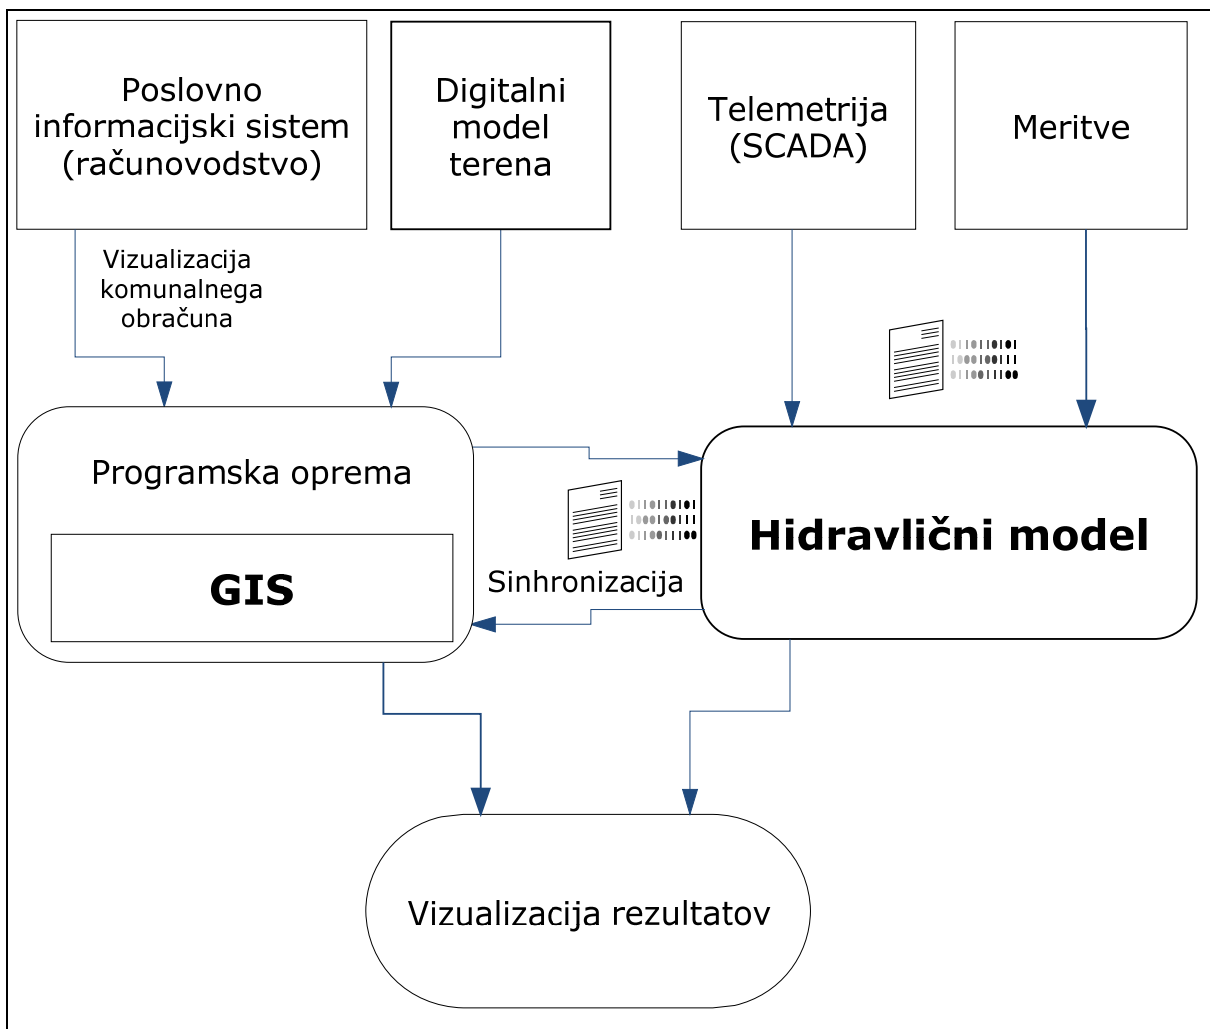 Poslovno
informacijski sistem
(računovodstvo)
Digitalni
model
terena
Telemetrija
(SCADA)
Meritve
Vizualizacija
komunalnega
obračuna
Programska oprema
GIS
Sinhronizacija
Hidravlični model
Vizualizacija rezultatov